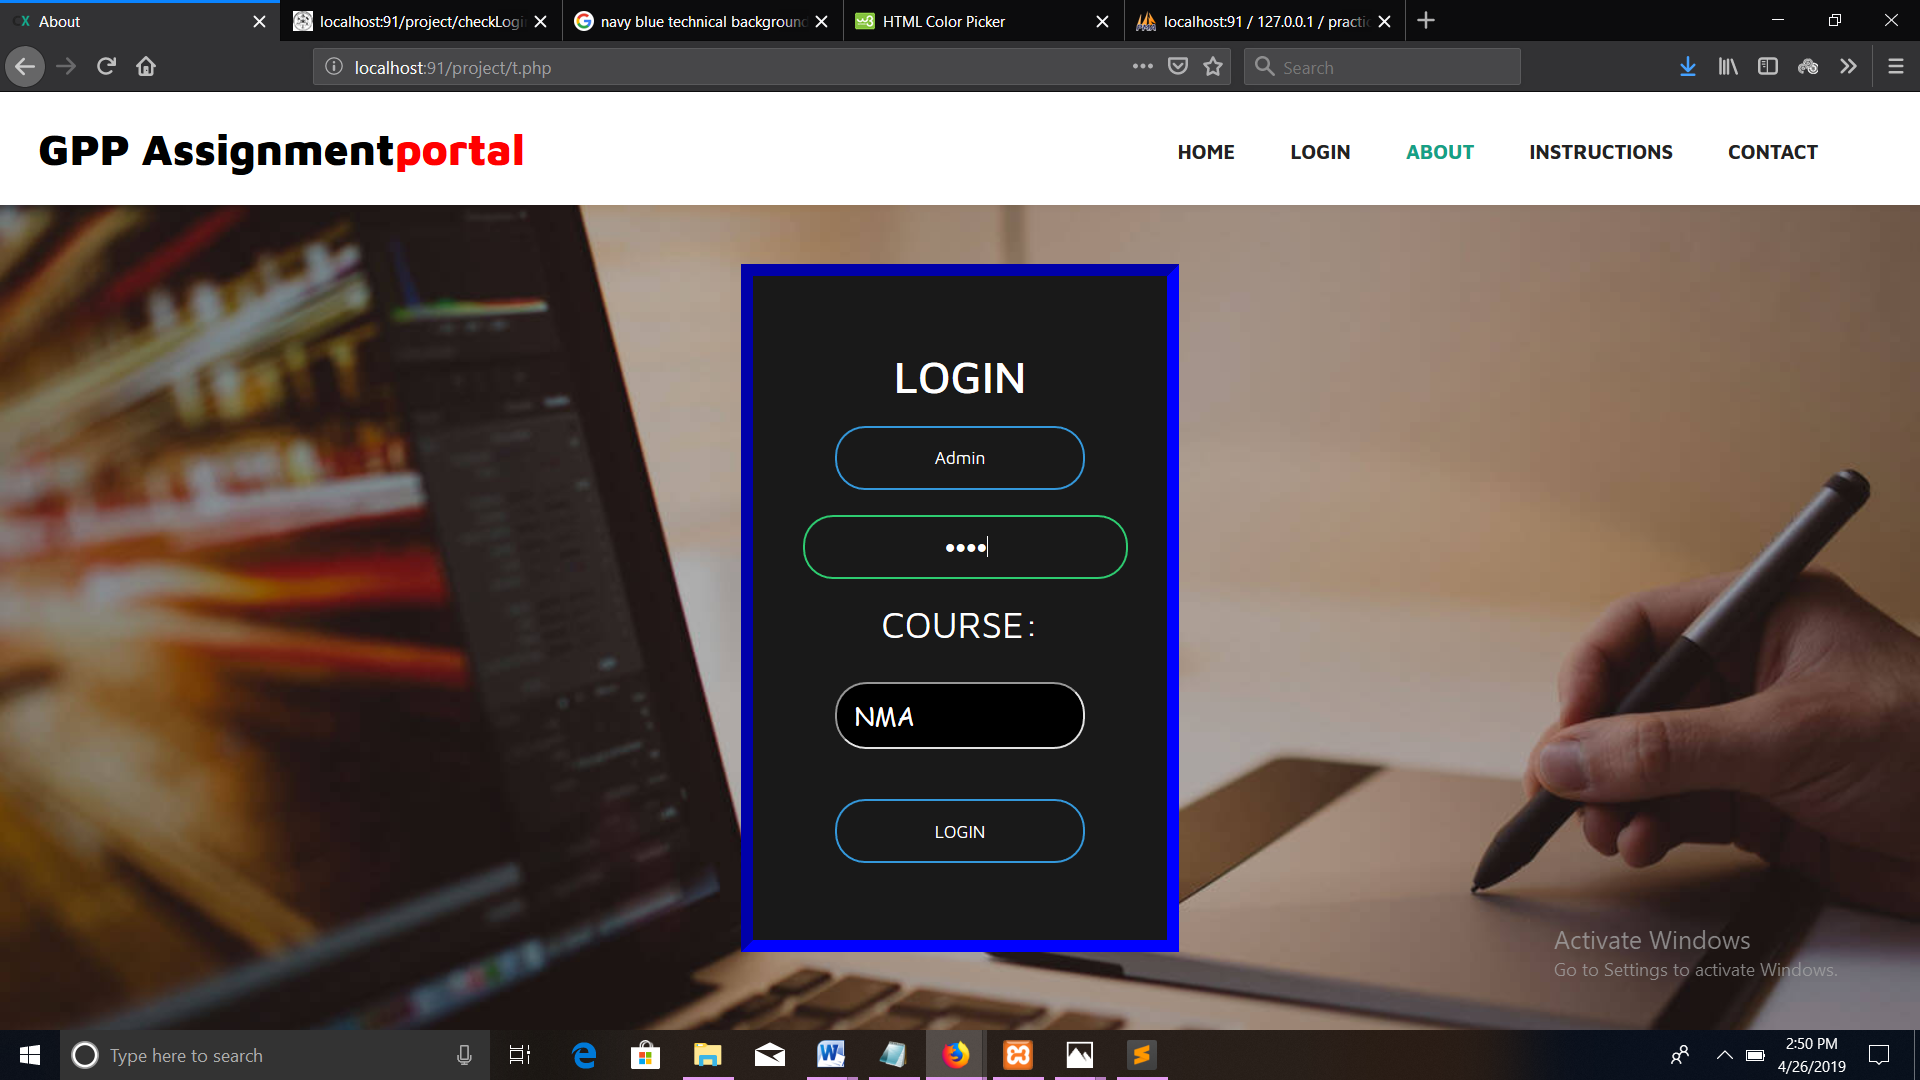 About
localhost:91/project/checkLogin
navy blue technical background
HTML Color Picker
localhost:91 / 127.0.0.1 / practic
localhost:91/project/t.php
Search
GPP Assignmentportal
HOME
LOGIN
ABOUT
INSTRUCTIONS
CONTACT
LOGIN
Admin
••••
COURSE:
NMA
LOGIN
Activate Windows
Go to Settings to activate Windows.
Type here to search
2:50 PM
4/26/2019